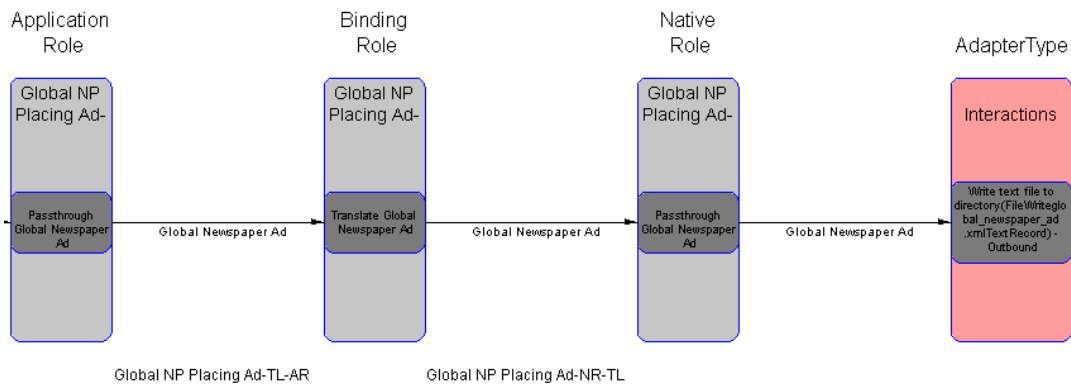 Application
Role
Binding
Role
Native
Role
AdapterType
Global NP
Placing Ad-
Global NP
Placing Ad-
Global NP
Placing Ad-
Interactions
Passthrough
Global Newspaper
Ad
Global Newspaper Ad
Translate Global
Newspaper Ad
Global Newspaper Ad
Passthrough
Global Newspaper
Ad
Global Newspaper Ad
Write text file to
directory(FileWriteglo
bal_newspaper_ad
.xmlTextRecord) -
Outbound
Global NP Placing Ad-TL-AR
Global NP Placing Ad-NR-TL